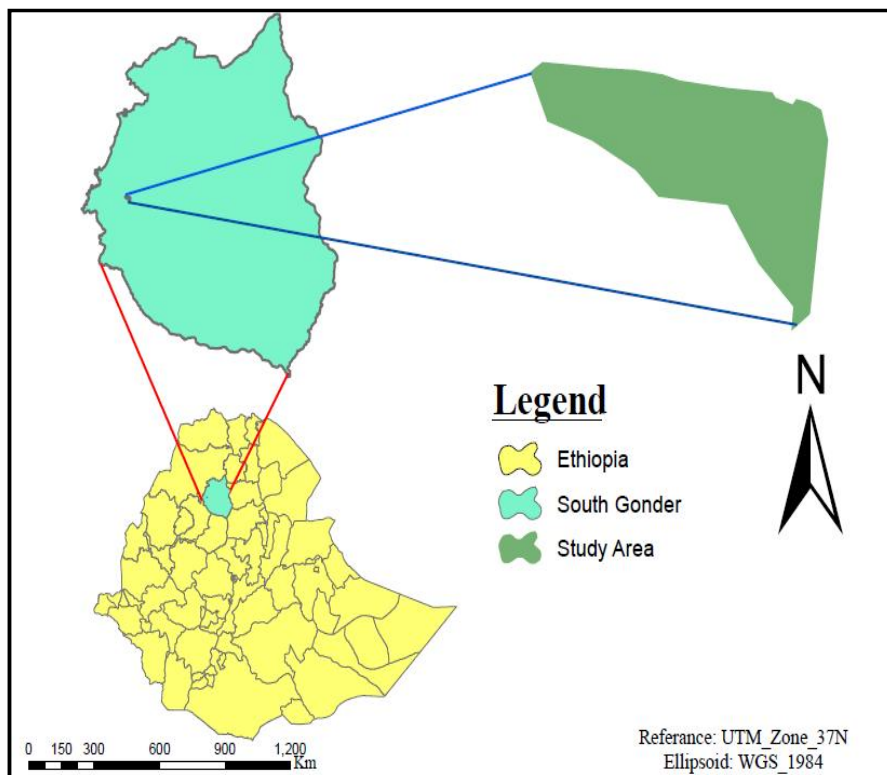 N
Legend
Ethiopia
South Gonder
Study Area
0 150 300 600 900 1,200
Km
Referance: UTM_Zone_37N
Ellipsoid: WGS_1984